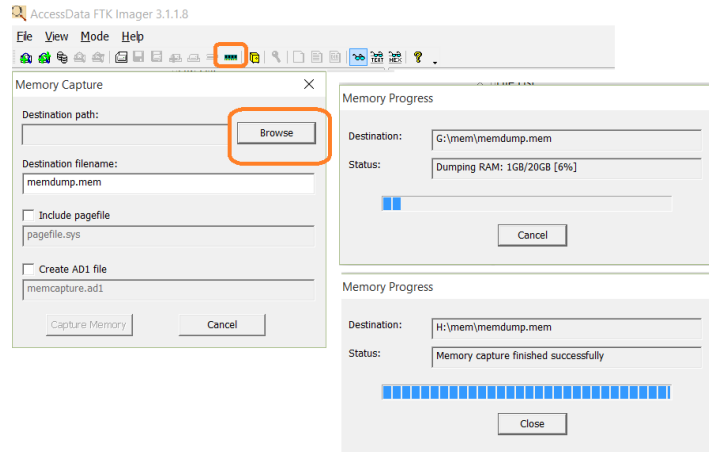 AccessData FTK Imager 3.1.1.8
File View Mode Help
TEXT HEX
Memory Capture
Destination path:
Browse
Destination filename:
memdump.mem
Include pagefile
pagefile.sys
Create AD1 file
memcapture.ad1
Capture Memory Cancel
Memory Progress
Destination: G:\mem\memdump.mem
Status: Dumping RAM: 1GB/20GB [6%]
Cancel
Memory Progress
Destination: H:\mem\memdump.mem
Status: Memory capture finished successfully
Close